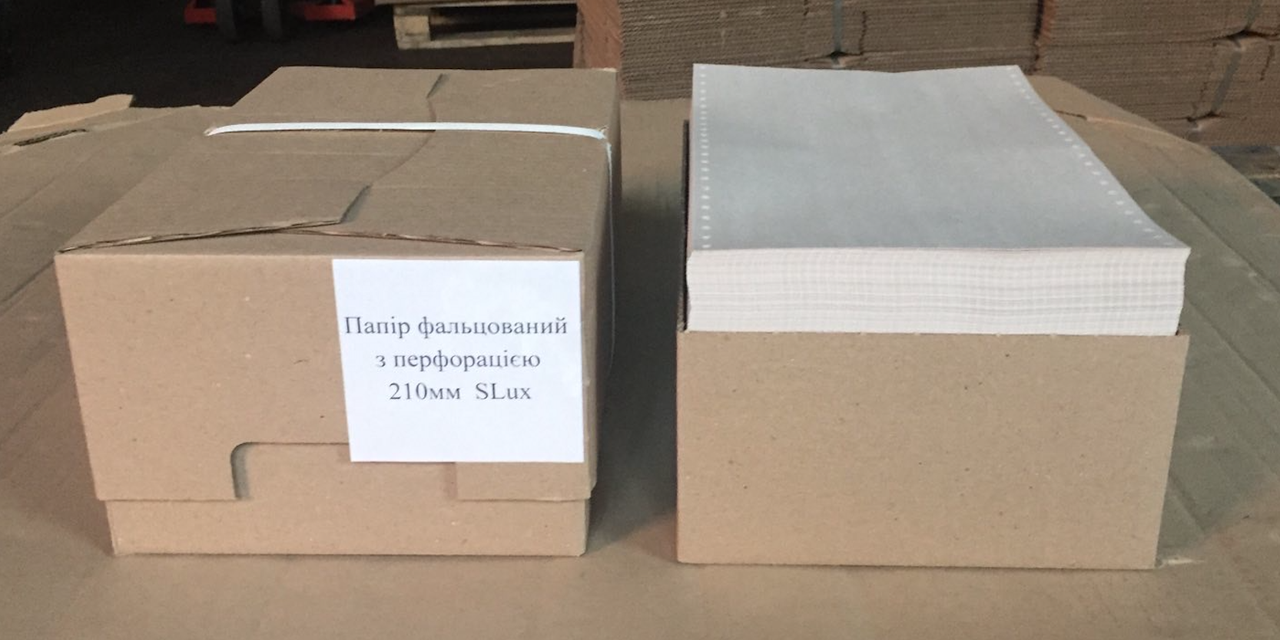 Папір фальцований
з перфорацією
210мм SLux